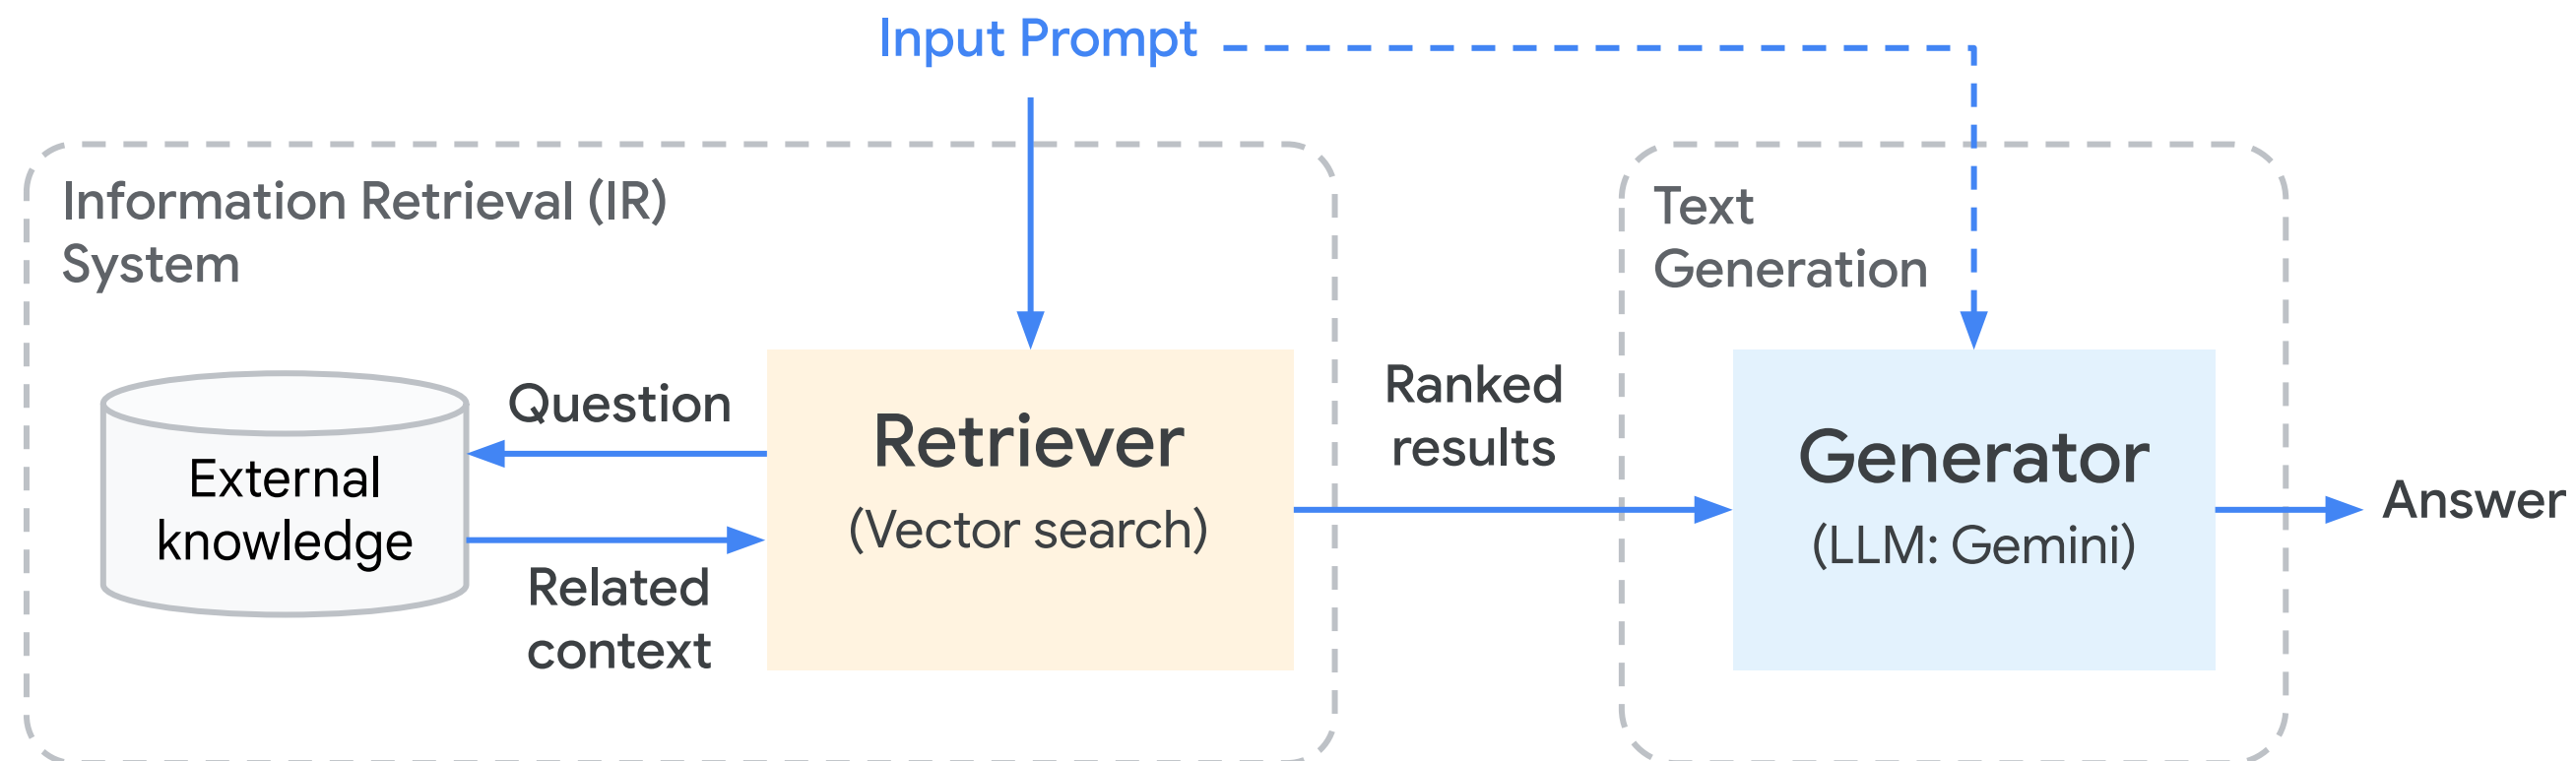 Input Prompt
Information Retrieval (IR)
System
External
knowledge
Question
Related
context
Retriever
(Vector search)
Ranked
results
Text
Generation
Generator
(LLM: Gemini)
Answer